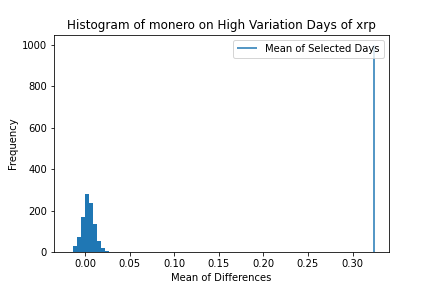 Histogram of monero on High Variation Days of xrp
Mean of Selected Days
1000
800
600
400
200
0
Frequency
0.00 0.05 0.10 0.15 0.20 0.25 0.30
Mean of Differences